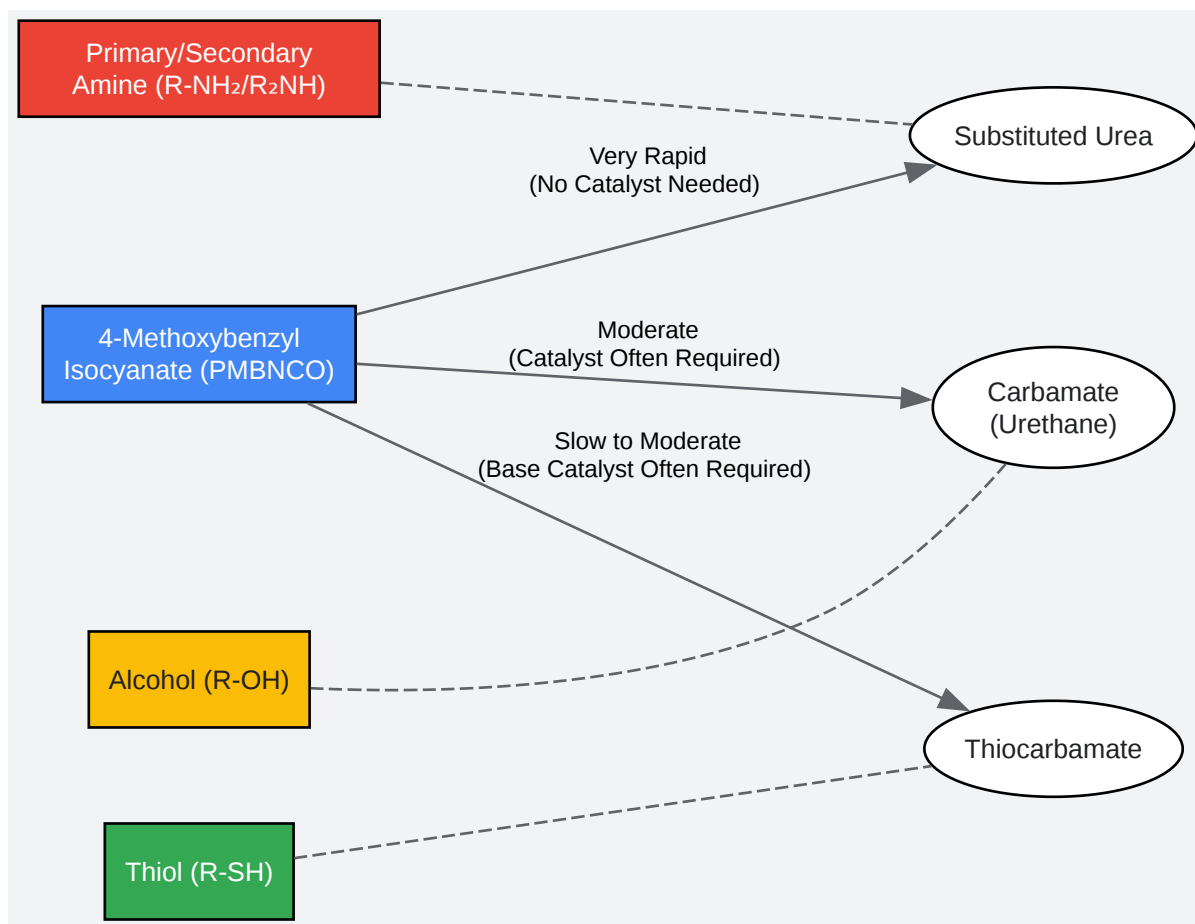 Primary/Secondary
Amine (R-NH₂/R₂NH)
Substituted Urea
Very Rapid
(No Catalyst Needed)
4-Methoxybenzyl
Isocyanate (PMBNCO)
Moderate
(Catalyst Often Required)
Carbamate
(Urethane)
Slow to Moderate
(Base Catalyst Often Required)
Alcohol (R-OH)
Thiocarbamate
Thiol (R-SH)